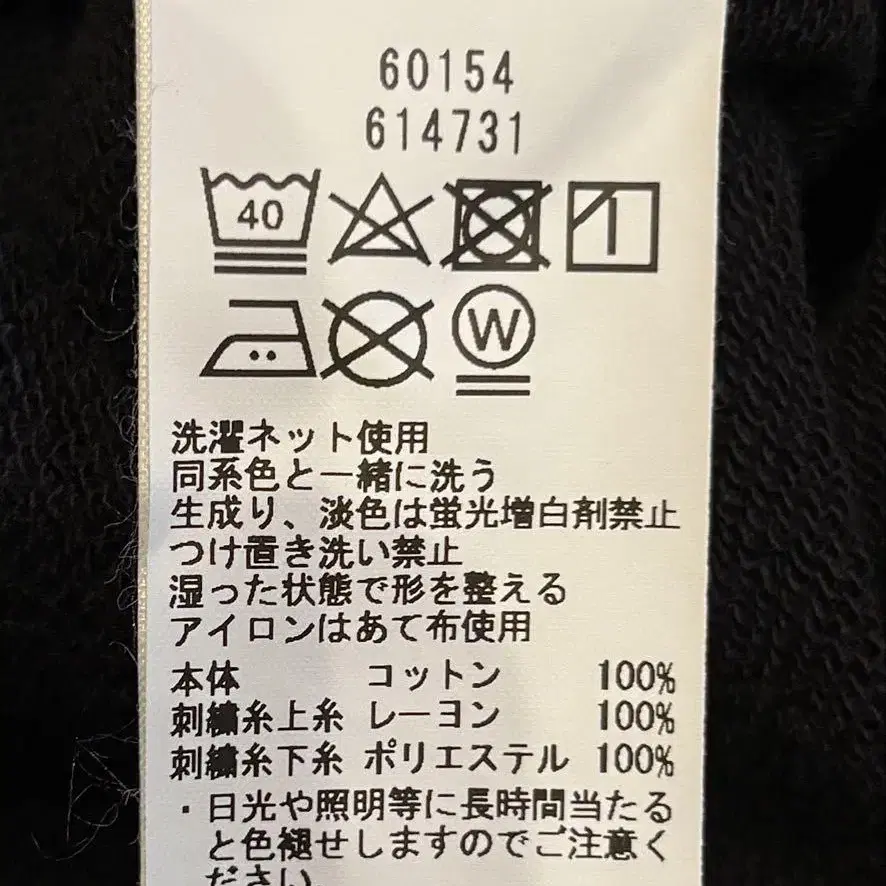 60154
614731
40
W
洗濯ネット使用
同系色と一緒に洗う
生成り、淡色は蛍光増白剤禁止
つけ置き洗い禁止
湿った状態で形を整える
アイロンはあて布使用
本体 コットン 100%
刺繍糸上糸 レーヨン 100%
刺繍糸下糸 ポリエステル 100%
・日光や照明等に長時間当たる
と色褪せしますのでご注意く
ださい